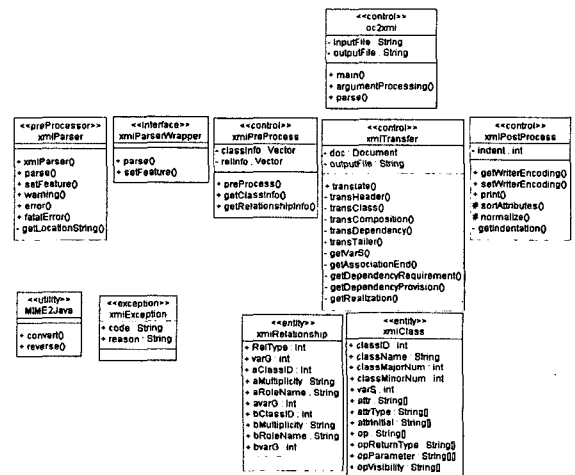 <<control>>
oc2xmi
- inputFile : String
- outputFile : String
+ main()
+ argumentProcessing()
+ parse()
<<preProcessor>>
xmiParser
+ xmiParser()
+ parse()
+ setFeature()
+ warning()
+ error()
+ fatalError()
- getLocationString()
<<interface>>
xmiParserWrapper
+ parse()
+ setFeature()
<<control>>
xmiPreProcess
- classInfo : Vector
- relInfo : Vector
+ preProcess()
+ getClassInfo()
+ getRelationshipInfo()
<<control>>
xmiTransfer
- doc : Document
- outputFile : String
+ translate()
- transHeader()
- transClass()
- transComposition()
- transDependency()
- transTailer()
- getVarS()
- getAssociationEnd()
- getDependencyRequirement()
- getDependencyProvision()
- getRealization()
<<control>>
xmiPostProcess
- indent : int
+ getWriterEncoding()
+ setWriterEncoding()
+ print()
# sortAttributes()
# normalize()
- getIndentation()
<<utility>>
MIME2Java
+ convert()
+ reverse()
<<exception>>
xmiException
+ code : String
+ reason : String
<<entity>>
xmiRelationship
+ RelType : int
+ varG : int
+ aClassID : int
+ aMultiplicity : String
+ aRoleName : String
+ avarG : int
+ bClassID : int
+ bMultiplicity : String
+ bRoleName : String
+ bvarG : int
<<entity>>
xmiClass
+ classID : int
+ className : String
+ classMajorNum : int
+ classMinorNum : int
+ varS : int
+ attr : String[]
+ attrType : String[]
+ attrInitial : String[]
+ op : String[]
+ opReturnType : String[]
+ opParameter : String[][]
+ opVisibility : String[]